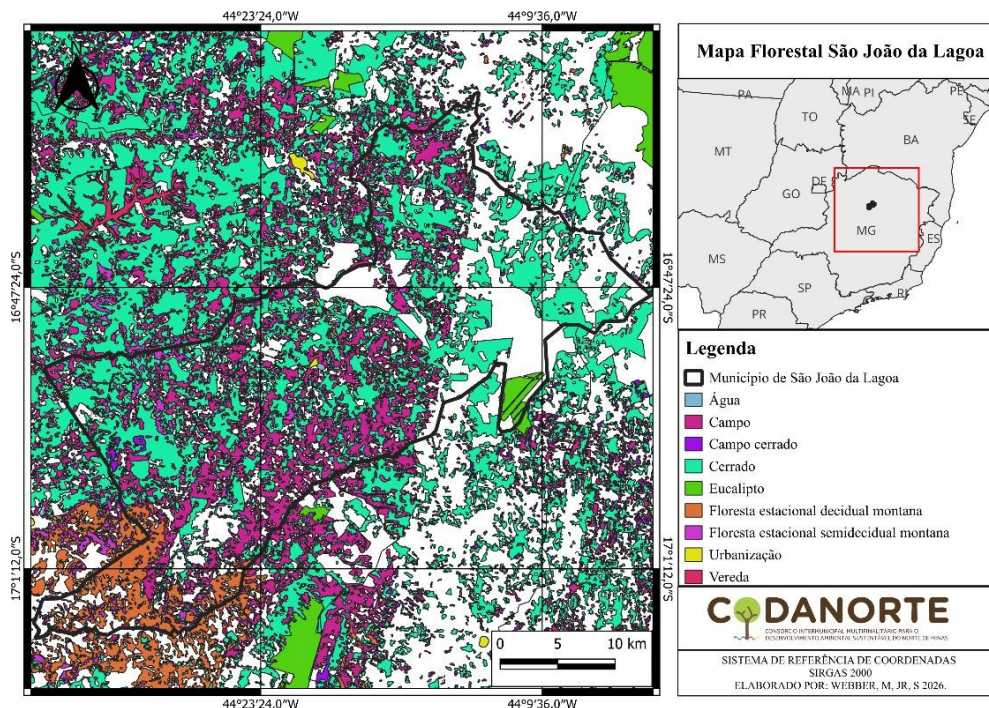 44°23'24,0"W
44°9'36,0"W
N
16°47'24,0"S
17°1'12,0"S
16°47'24,0"S
17°1'12,0"S
0 5 10 km
44°23'24,0"W
44°9'36,0"W
Mapa Florestal São João da Lagoa
PA
MA
PI
PE
TO
SE
MT
BA
DF
GO
MG
ES
MS
SP
RJ
PR
Legenda
Município de São João da Lagoa
Água
Campo
Campo cerrado
Cerrado
Eucalipto
Floresta estacional decidual montana
Floresta estacional semidecidual montana
Urbanização
Vereda
CODANORTE
CONSÓRCIO INTERMUNICIPAL MULTIFINALITÁRIO PARA O
DESENVOLVIMENTO AMBIENTAL SUSTENTÁVEL DO NORTE DE MINAS
SISTEMA DE REFERÊNCIA DE COORDENADAS
SIRGAS 2000
ELABORADO POR: WEBBER, M, JR, S 2026.